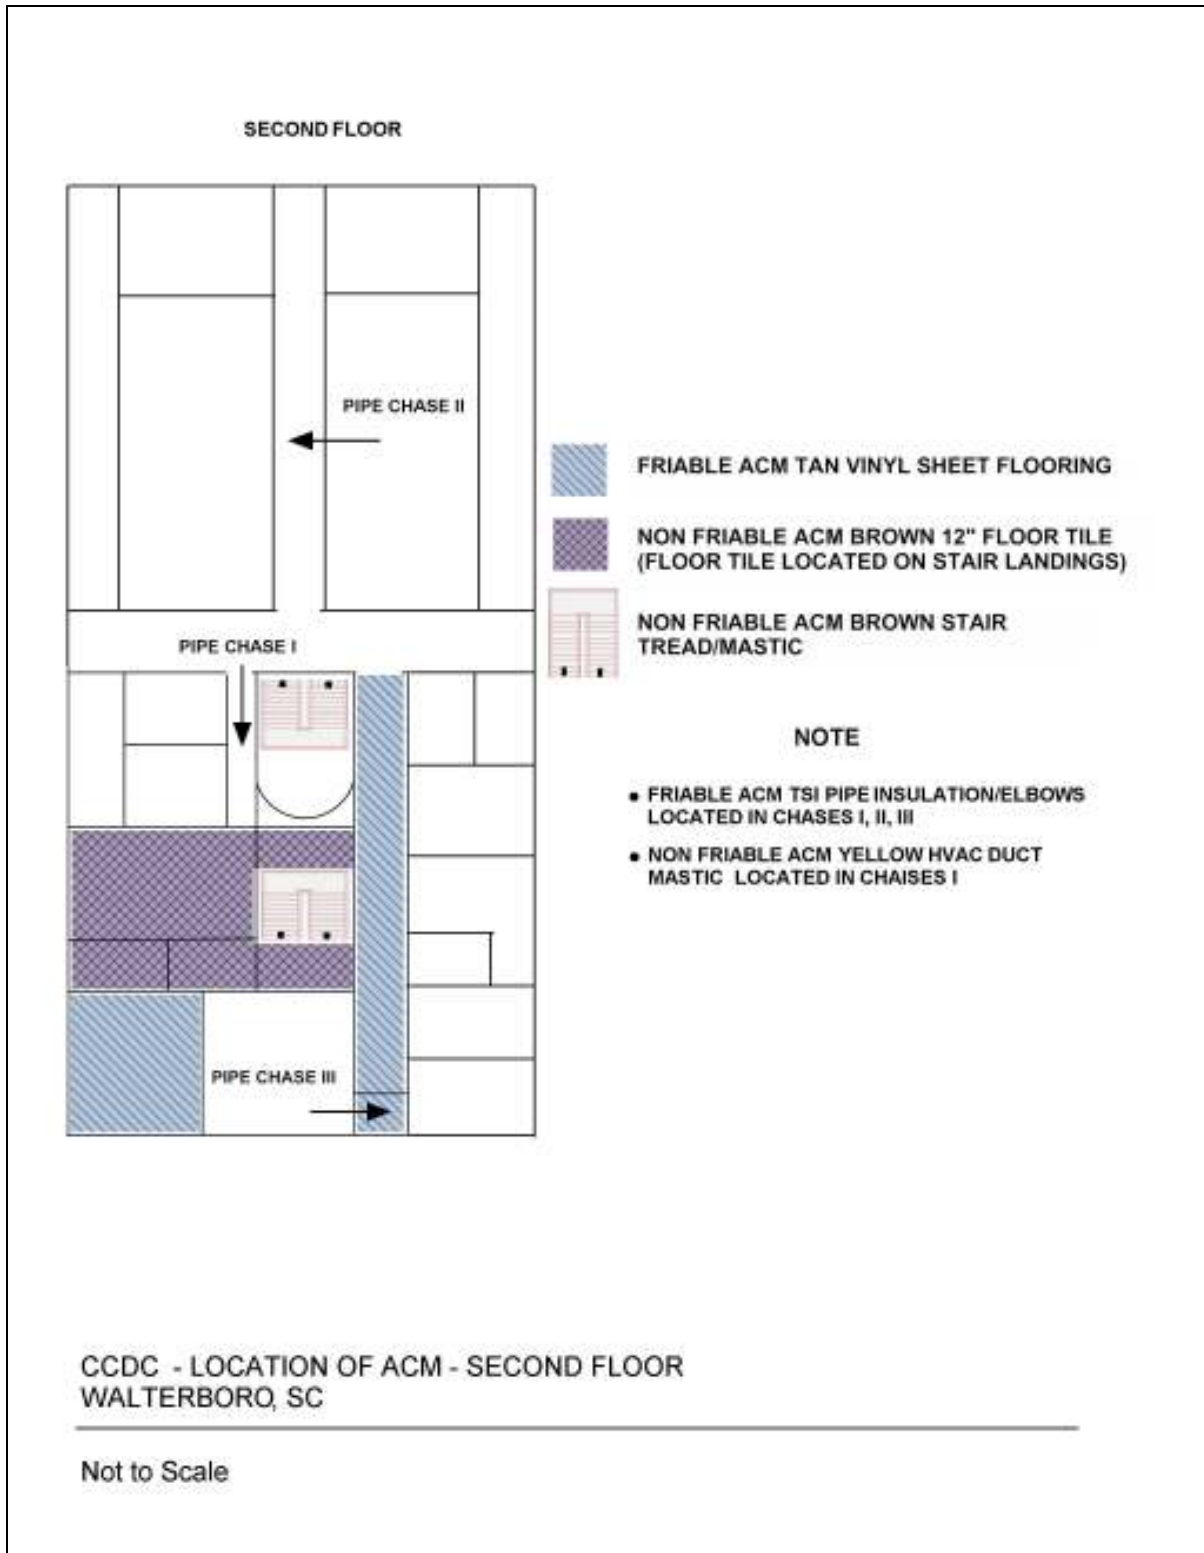 SECOND FLOOR
PIPE CHASE II
FRIABLE ACM TAN VINYL SHEET FLOORING
NON FRIABLE ACM BROWN 12" FLOOR TILE
(FLOOR TILE LOCATED ON STAIR LANDINGS)
NON FRIABLE ACM BROWN STAIR
TREAD/MASTIC
PIPE CHASE I
NOTE
• FRIABLE ACM TSI PIPE INSULATION/ELBOWS
LOCATED IN CHASES I, II, III
• NON FRIABLE ACM YELLOW HVAC DUCT
MASTIC LOCATED IN CHAISES I
PIPE CHASE III
CCDC - LOCATION OF ACM - SECOND FLOOR
WALTERBORO, SC
Not to Scale